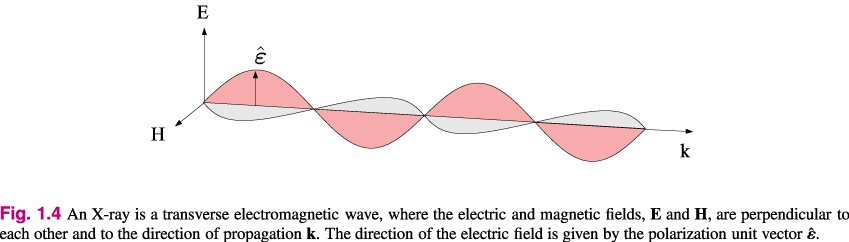 E
ε̂
H
k
Fig. 1.4 An X-ray is a transverse electromagnetic wave, where the electric and magnetic fields, E and H, are perpendicular to
each other and to the direction of propagation k. The direction of the electric field is given by the polarization unit vector ε̂.